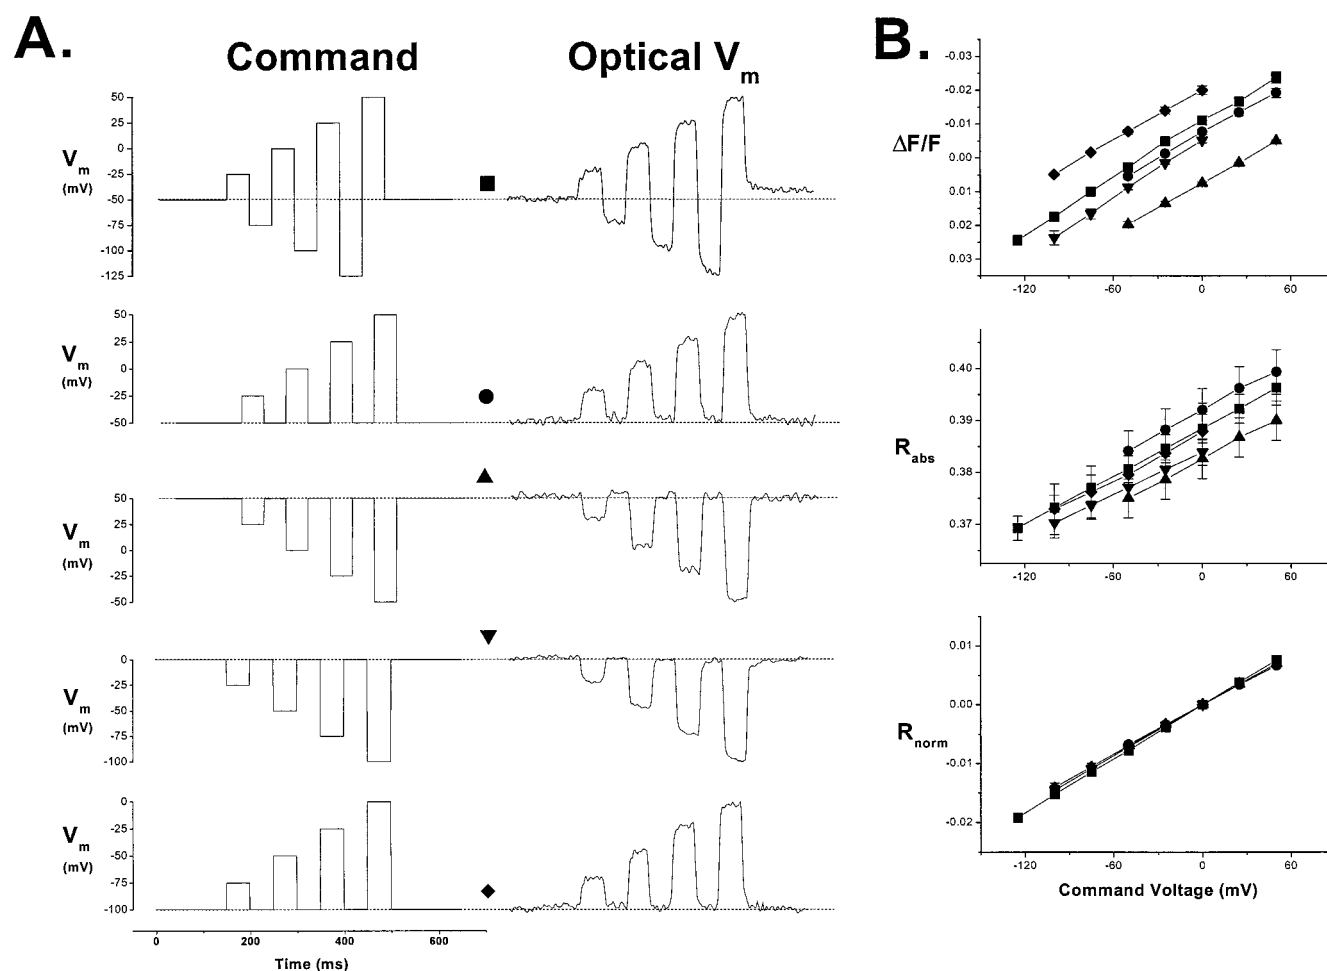 A.
Command
Optical Vm
V m (mV)
50
25
0
-25
-50
-75
-100
-125
V m (mV)
50
25
0
-25
-50
V m (mV)
50
25
0
-25
-50
V m (mV)
0
-25
-50
-75
-100
V m (mV)
0
-25
-50
-75
-100
0 200 400 600
Time (ms)
B.
ΔF/F
-0.03
-0.02
-0.01
0.00
0.01
0.02
0.03
-120 -60 0 60
R abs
0.40
0.39
0.38
0.37
-120 -60 0 60
R norm
0.01
0.00
-0.01
-0.02
-120 -60 0 60
Command Voltage (mV)